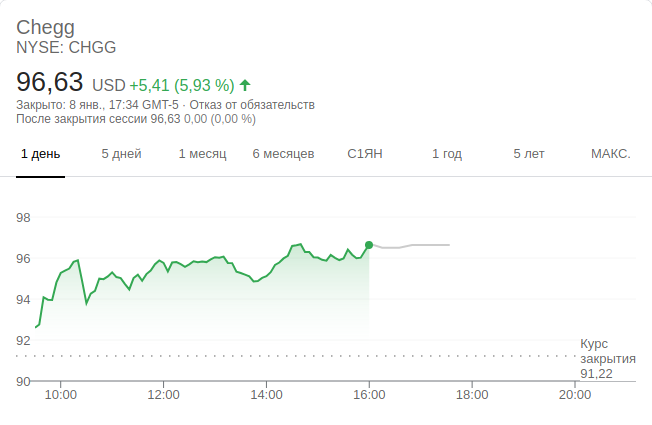 Chegg
NYSE: CHGG
96,63 USD +5,41 (5,93 %)
Закрыто: 8 янв., 17:34 GMT-5 · Отказ от обязательств
После закрытия сессии 96,63 0,00 (0,00 %)
1 день 5 дней 1 месяц 6 месяцев С1ЯН 1 год 5 лет МАКС.
98
96
94
92
Курс
закрытия
91,22
90
10:00 12:00 14:00 16:00 18:00 20:00